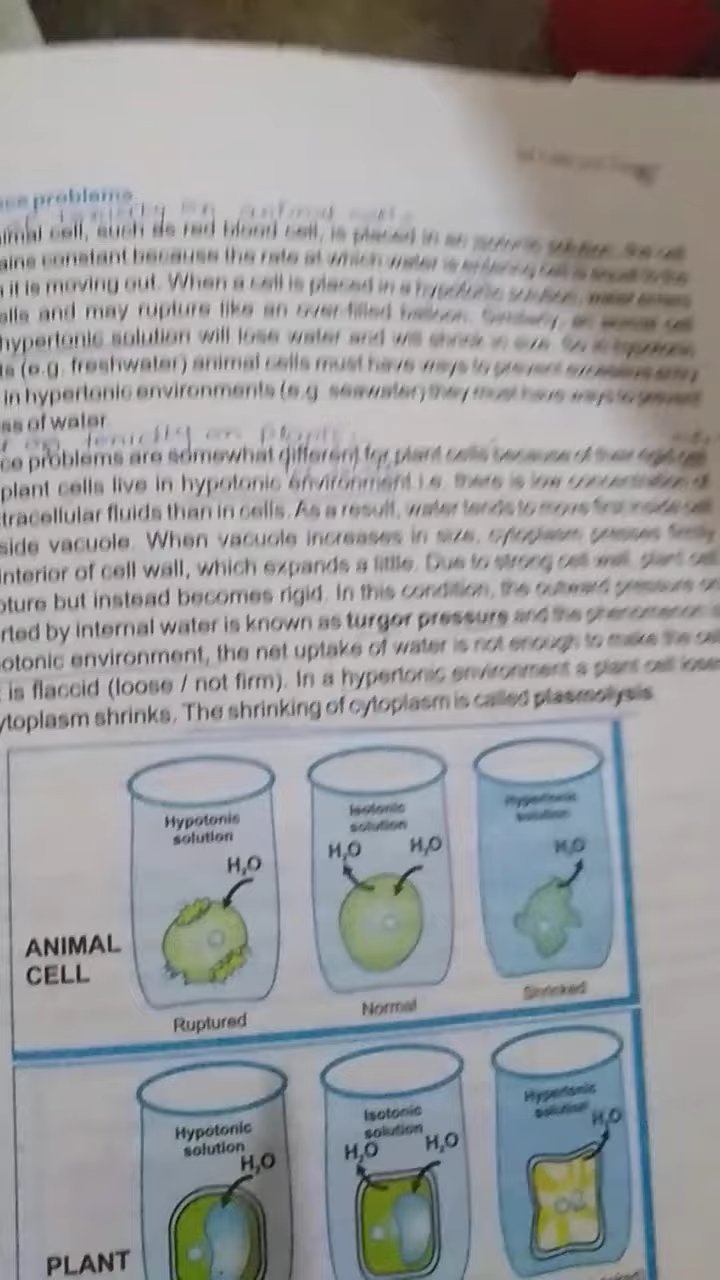 problems
animal cell, such as red blood cell, is placed in an isotonic solution, the cell
ains constant because the rate at which water is entering cell is equal to the
it is moving out. When a cell is placed in a hypotonic solution, water enters
ells and may rupture like an over-filled balloon. Similarly, an animal cell
hypertonic solution will lose water and will shrink in size. So in hypotonic
ts (e.g. freshwater) animal cells must have ways to prevent excessive entry
in hypertonic environments (e.g. seawater) they must have ways to prevent
ss of water
tonicity on plants
ce problems are somewhat different for plant cells because of their rigid cell
plant cells live in hypotonic environment i.e. there is low concentration of
tracellular fluids than in cells. As a result, water tends to move first inside cell
side vacuole. When vacuole increases in size, cytoplasm presses firmly
interior of cell wall, which expands a little. Due to strong cell wall, plant cell
pture but instead becomes rigid. In this condition, the outward pressure on
rted by internal water is known as turgor pressure and the phenomenon is
otonic environment, the net uptake of water is not enough to make the cell
is flaccid (loose / not firm). In a hypertonic environment a plant cell loses
ytoplasm shrinks. The shrinking of cytoplasm is called plasmolysis
Hypotonic solution
H₂O
Isotonic solution
H₂O H₂O
Hypertonic solution
H₂O
ANIMAL
CELL
Ruptured
Normal
Shrinked
Hypotonic
solution
H₂O
Isotonic
solution
H₂O H₂O
Hypertonic
solution
H₂O
PLANT